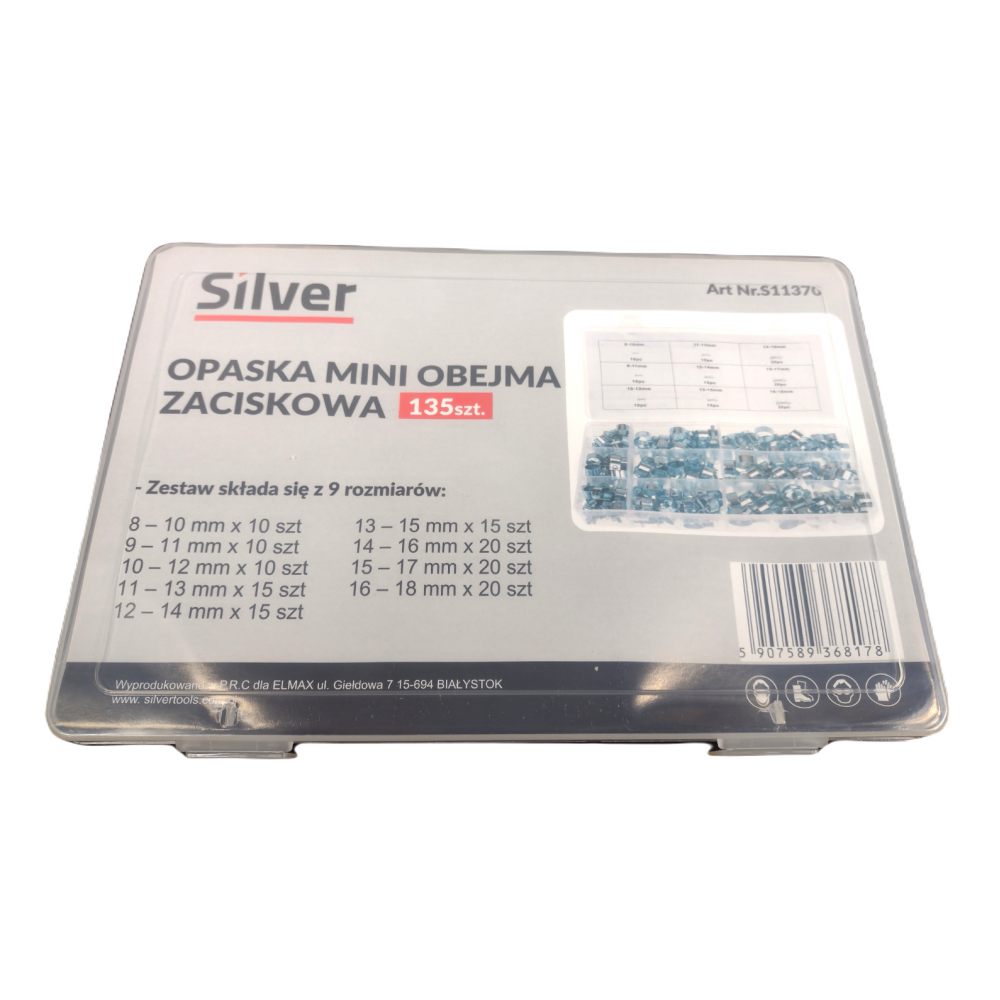 Silver
Art Nr.S11376
OPASKA MINI OBEJMA
ZACISKOWA 135szt.
- Zestaw składa się z 9 rozmiarów:
8 – 10 mm x 10 szt
9 – 11 mm x 10 szt
10 – 12 mm x 10 szt
11 – 13 mm x 15 szt
12 – 14 mm x 15 szt
13 – 15 mm x 15 szt
14 – 16 mm x 20 szt
15 – 17 mm x 20 szt
16 – 18 mm x 20 szt
5 907589 368178
Wyprodukowano w P.R.C dla ELMAX ul. Giełdowa 7 15-694 BIAŁYSTOK
www. silvertools.com